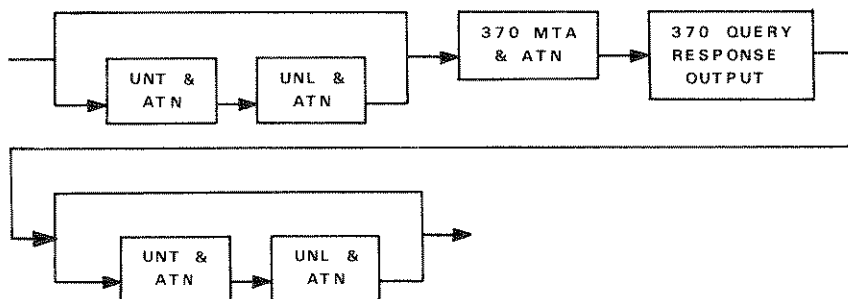 370 MTA
& ATN
370 QUERY
RESPONSE
OUTPUT
UNT &
ATN
UNL &
ATN
UNT &
ATN
UNL &
ATN